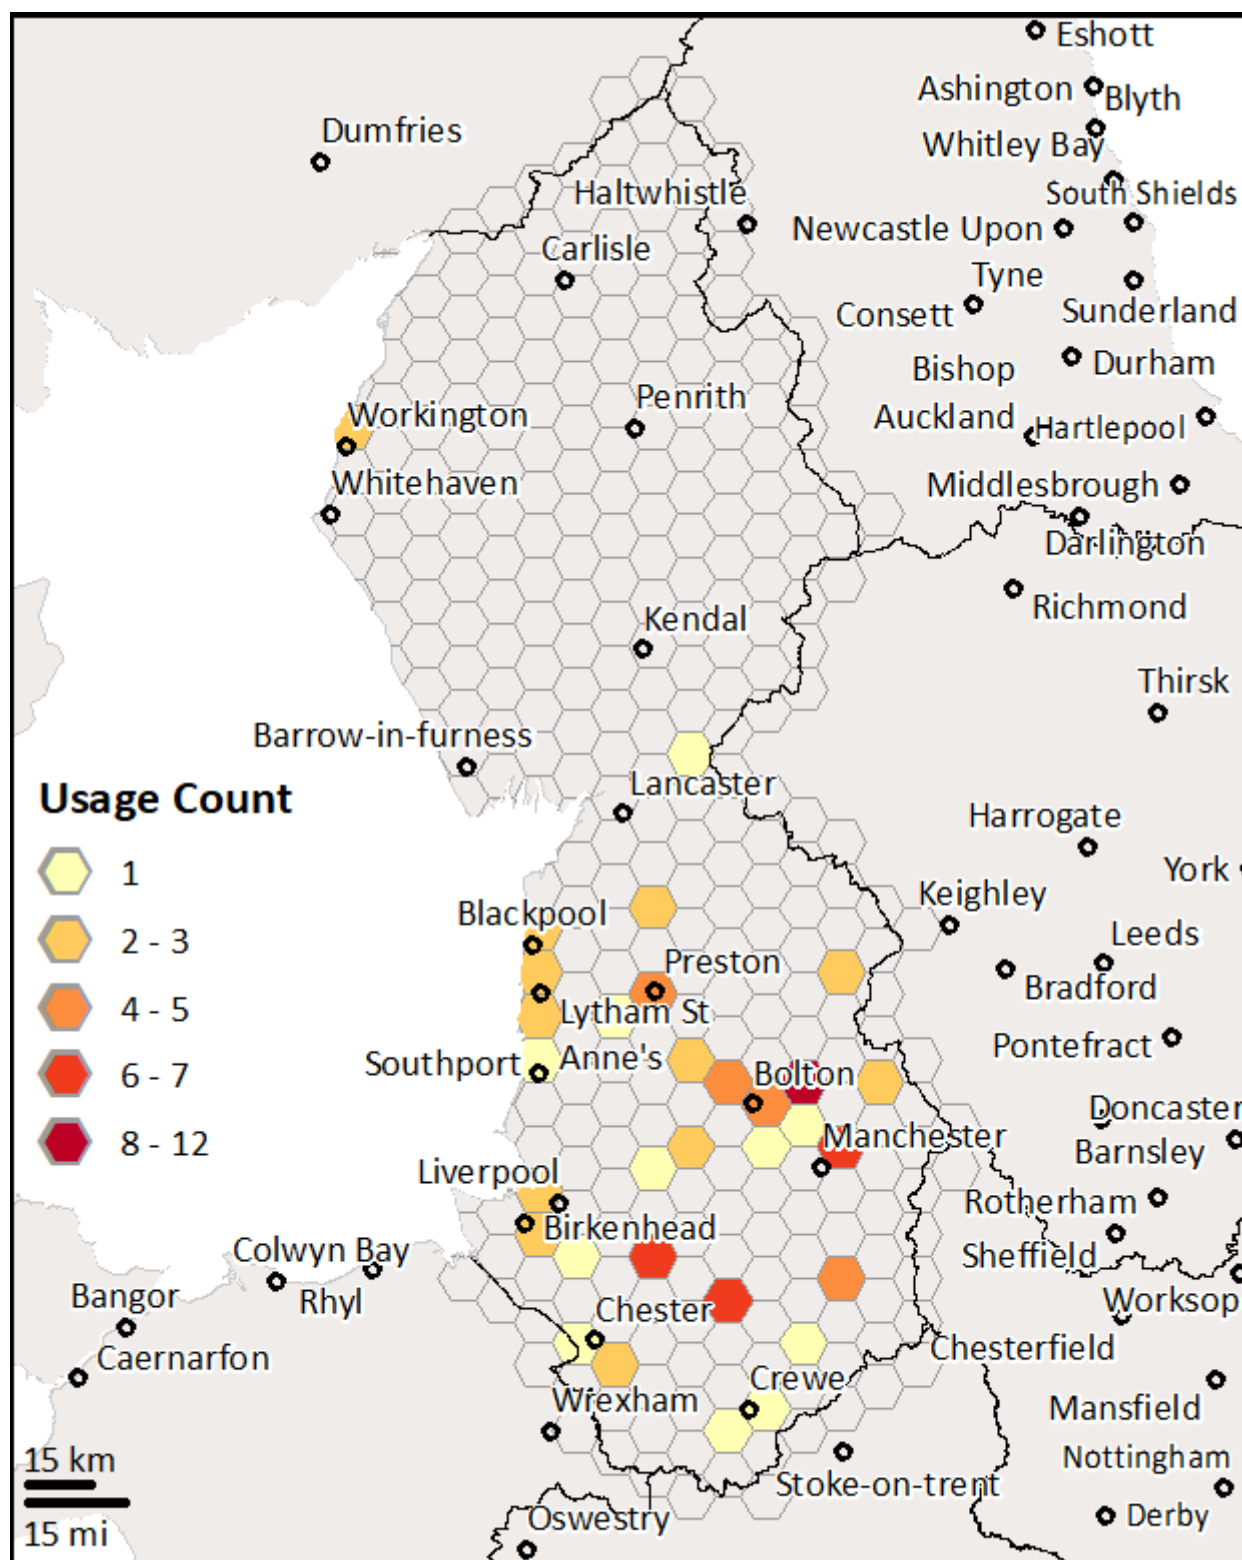 Eshott
Ashington
Blyth
Dumfries
Whitley Bay
Haltwhistle
South Shields
Newcastle Upon
Tyne
Carlisle
Consett
Sunderland
Bishop
Auckland
Durham
Penrith
Workington
Hartlepool
Whitehaven
Middlesbrough
Darlington
Richmond
Kendal
Thirsk
Barrow-in-furness
Lancaster
Harrogate
York
Usage Count
1
2 - 3
4 - 5
6 - 7
8 - 12
Keighley
Blackpool
Leeds
Preston
Bradford
Lytham St
Anne's
Pontefract
Southport
Bolton
Doncaster
Manchester
Barnsley
Liverpool
Rotherham
Birkenhead
Colwyn Bay
Sheffield
Bangor
Rhyl
Chester
Worksop
Caernarfon
Chesterfield
Crewe
Wrexham
Mansfield
Nottingham
15 km
15 mi
Stoke-on-trent
Oswestry
Derby